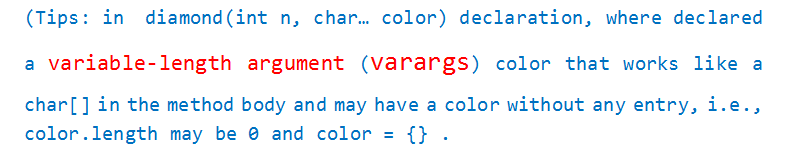 (Tips: in diamond(int n, char… color) declaration, where declared
a variable-length argument (varargs) color that works like a
char[] in the method body and may have a color without any entry, i.e.,
color.length may be 0 and color = {} .